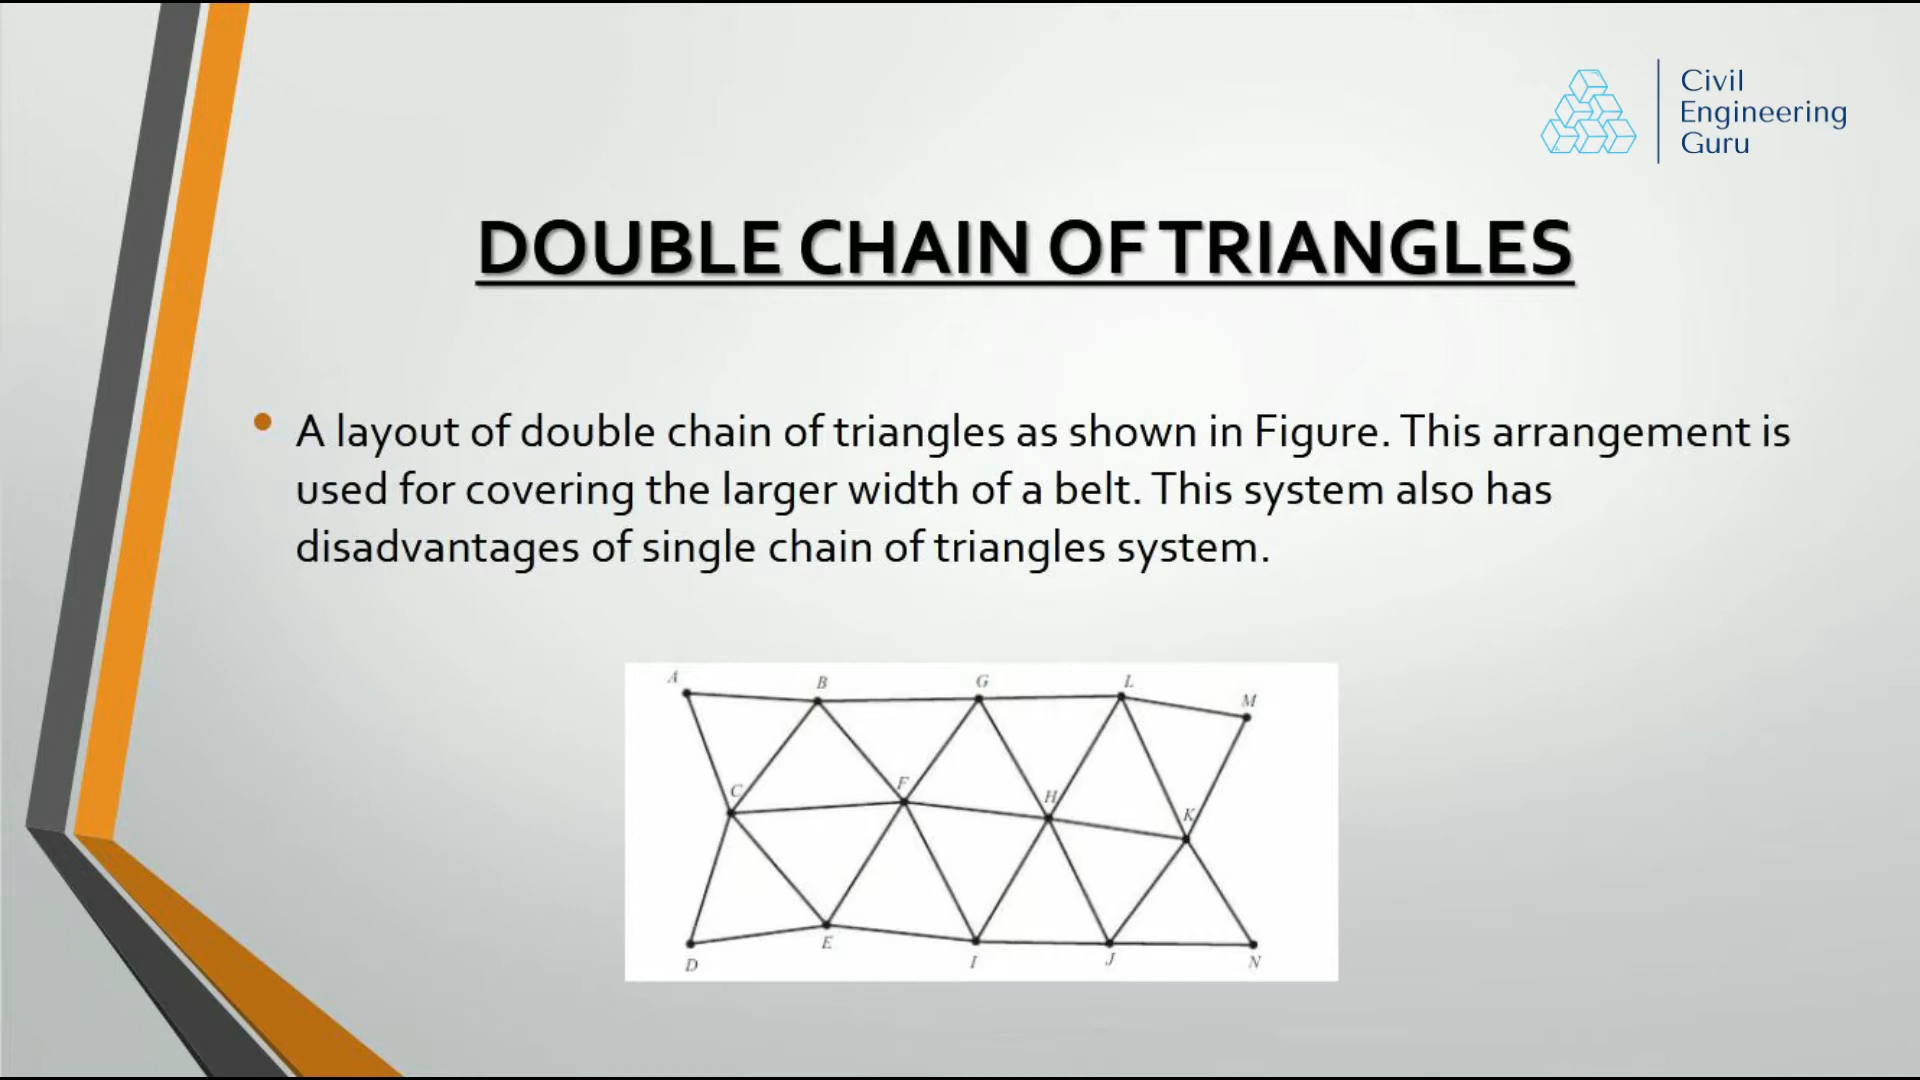 Civil
Engineering
Guru
DOUBLE CHAIN OF TRIANGLES
A layout of double chain of triangles as shown in Figure. This arrangement is
used for covering the larger width of a belt. This system also has
disadvantages of single chain of triangles system.
A
B
G
L
M
C
F
H
K
D
E
I
J
N